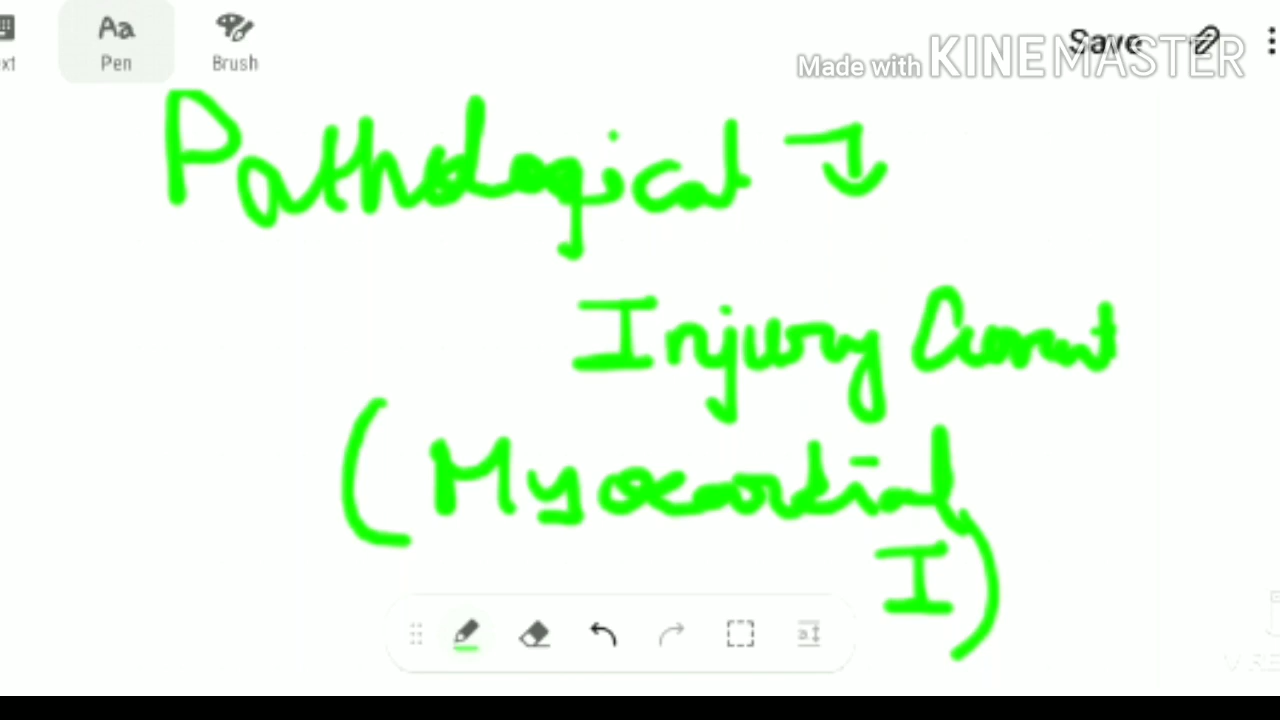 Aa
Pen
Brush
Save
Made with KINEMASTER
Pathological
Injury Current
(Myocardial
I)